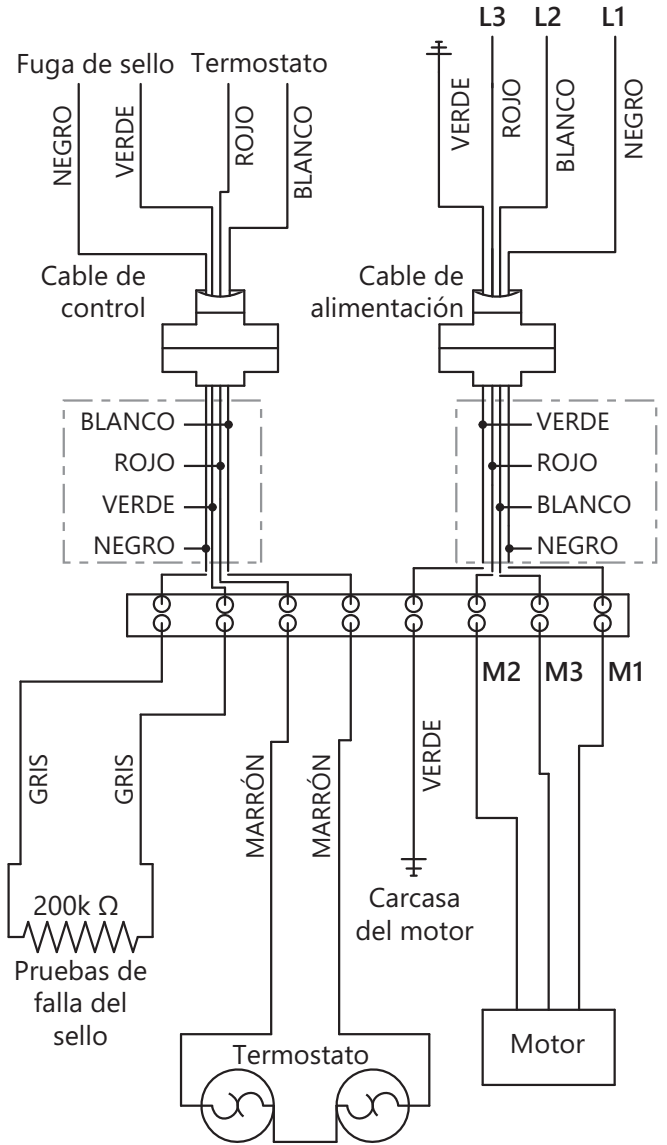 L3 L2 L1
Fuga de sello Termostato
NEGRO
VERDE
ROJO
BLANCO
VERDE
ROJO
BLANCO
NEGRO
Cable de
control
Cable de
alimentación
BLANCO
ROJO
VERDE
NEGRO
VERDE
ROJO
BLANCO
NEGRO
M2 M3 M1
GRIS
GRIS
MARRÓN
MARRÓN
VERDE
200k Ω
Pruebas de
falla del
sello
Carcasa
del motor
Termostato
Motor